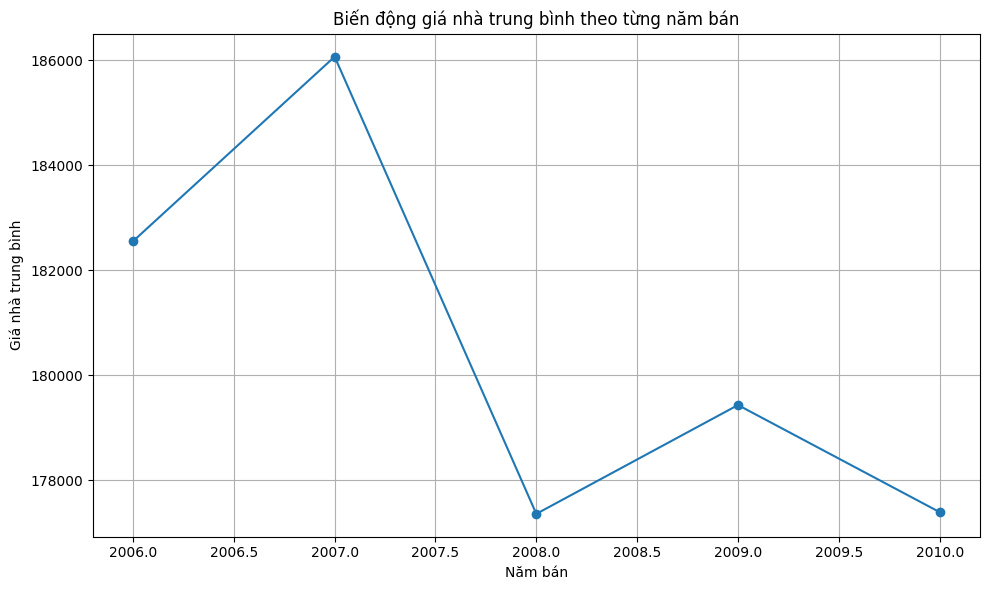 Biến động giá nhà trung bình theo từng năm bán
Giá nhà trung bình
186000
184000
182000
180000
178000
2006.0 2006.5 2007.0 2007.5 2008.0 2008.5 2009.0 2009.5 2010.0
Năm bán